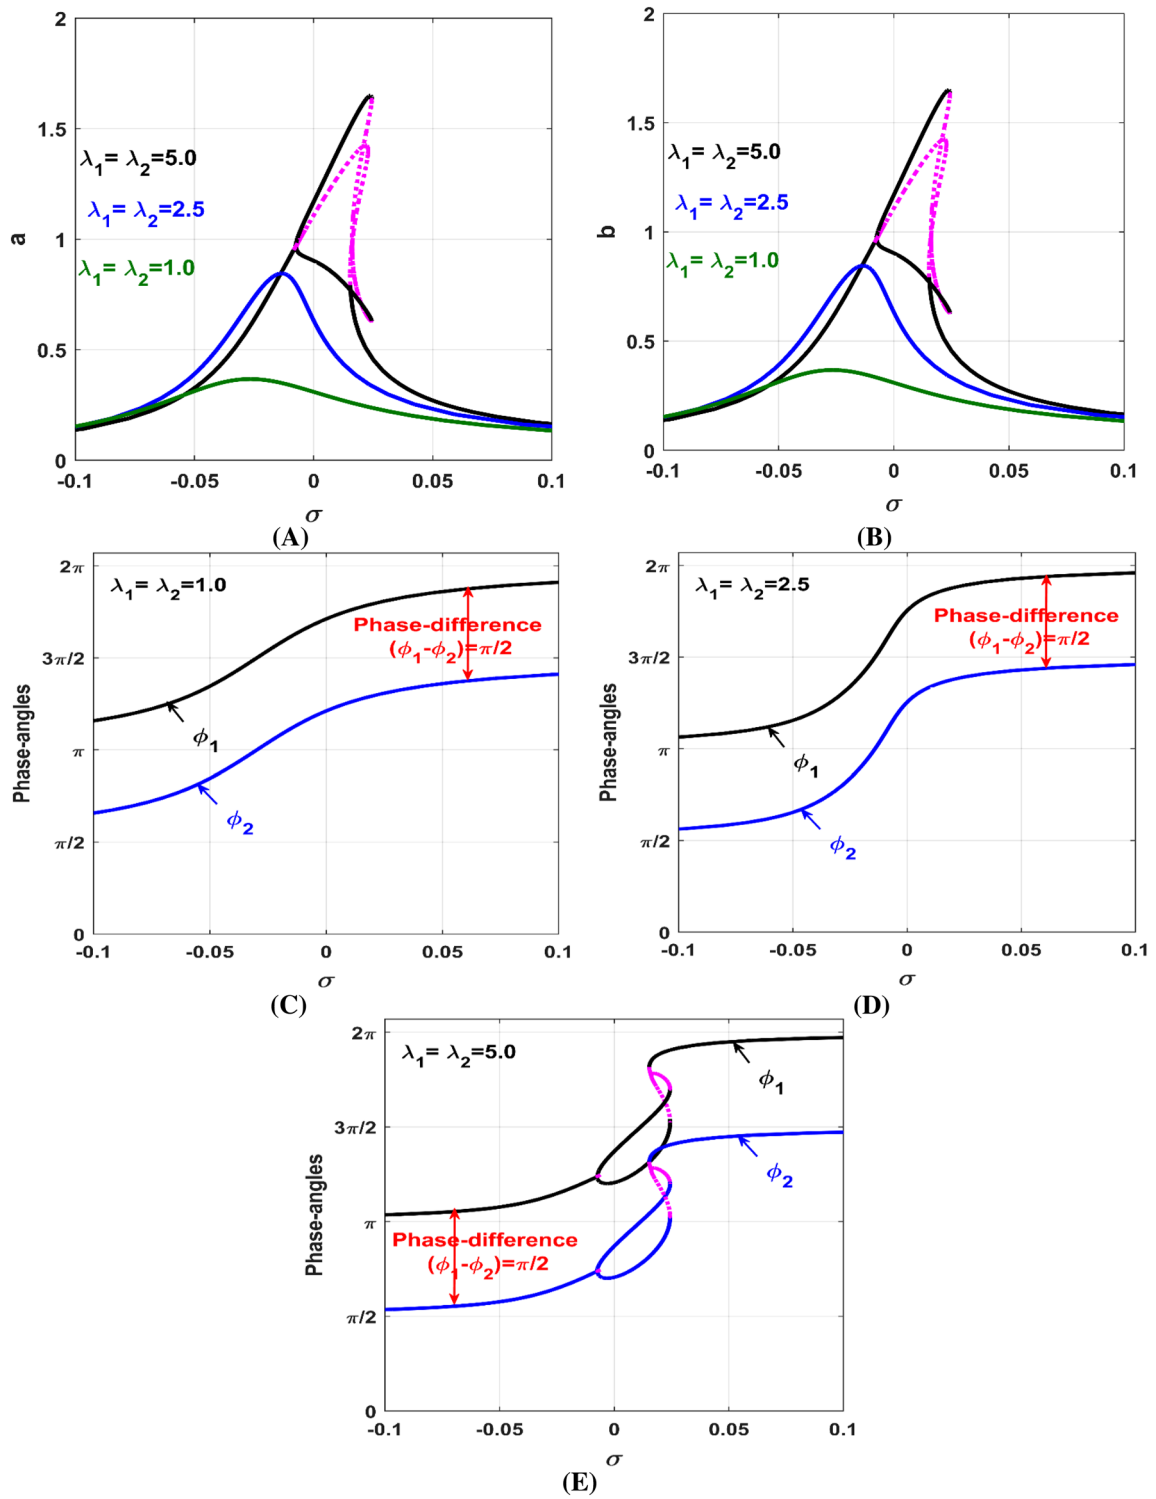 2
1.5
1
0.5
0
a
λ1= λ2=5.0
λ1= λ2=2.5
λ1= λ2=1.0
-0.1 -0.05 0 0.05 0.1
σ
(A)
2
1.5
1
0.5
0
b
λ1= λ2=5.0
λ1= λ2=2.5
λ1= λ2=1.0
-0.1 -0.05 0 0.05 0.1
σ
(B)
2π
3π/2
π
π/2
0
Phase-angles
λ1= λ2=1.0
Phase-difference
(ϕ1-ϕ2)=π/2
ϕ1
ϕ2
-0.1 -0.05 0 0.05 0.1
σ
(C)
2π
3π/2
π
π/2
0
Phase-angles
λ1= λ2=2.5
Phase-difference
(ϕ1-ϕ2)=π/2
ϕ1
ϕ2
-0.1 -0.05 0 0.05 0.1
σ
(D)
2π
3π/2
π
π/2
0
Phase-angles
λ1= λ2=5.0
ϕ1
ϕ2
Phase-difference
(ϕ1-ϕ2)=π/2
-0.1 -0.05 0 0.05 0.1
σ
(E)